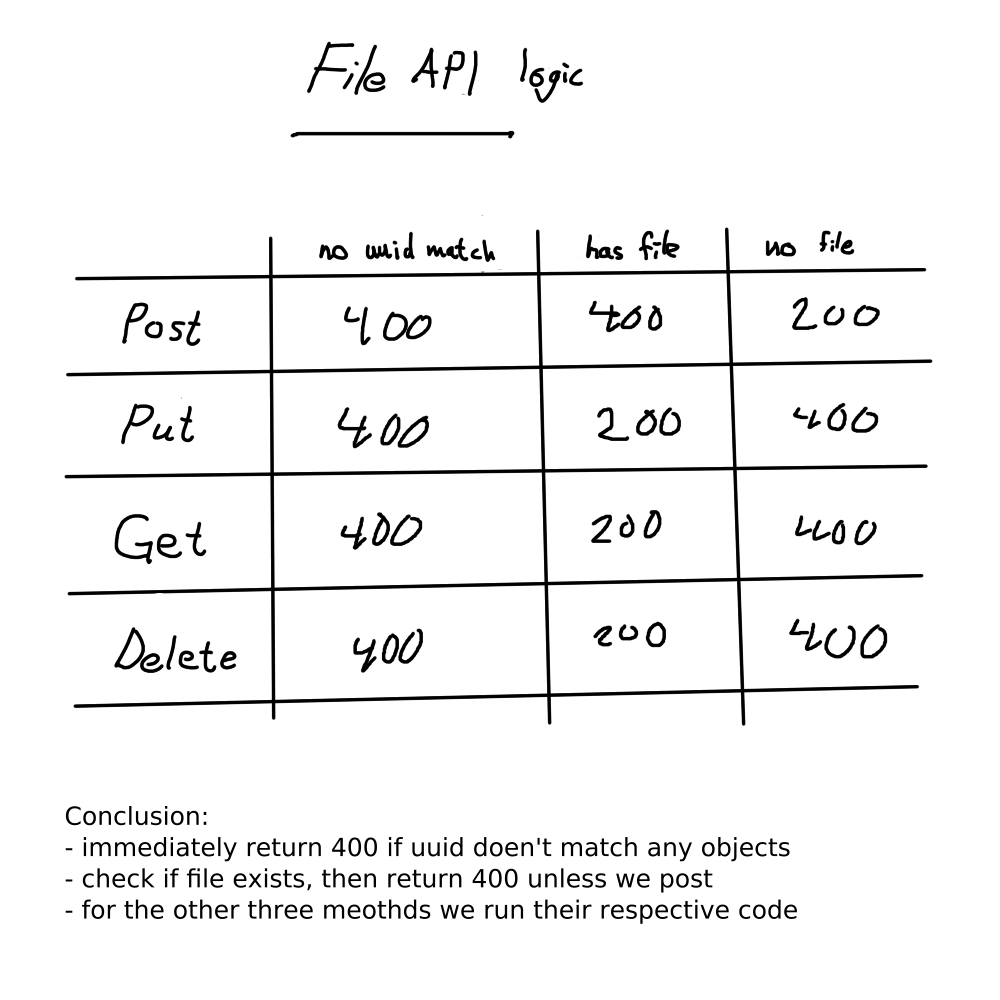 File API logic
no uuid match has file no file
Post 400 400 200
Put 400 200 400
Get 400 200 400
Delete 400 200 400
Conclusion:
- immediately return 400 if uuid doen't match any objects
- check if file exists, then return 400 unless we post
- for the other three meothds we run their respective code